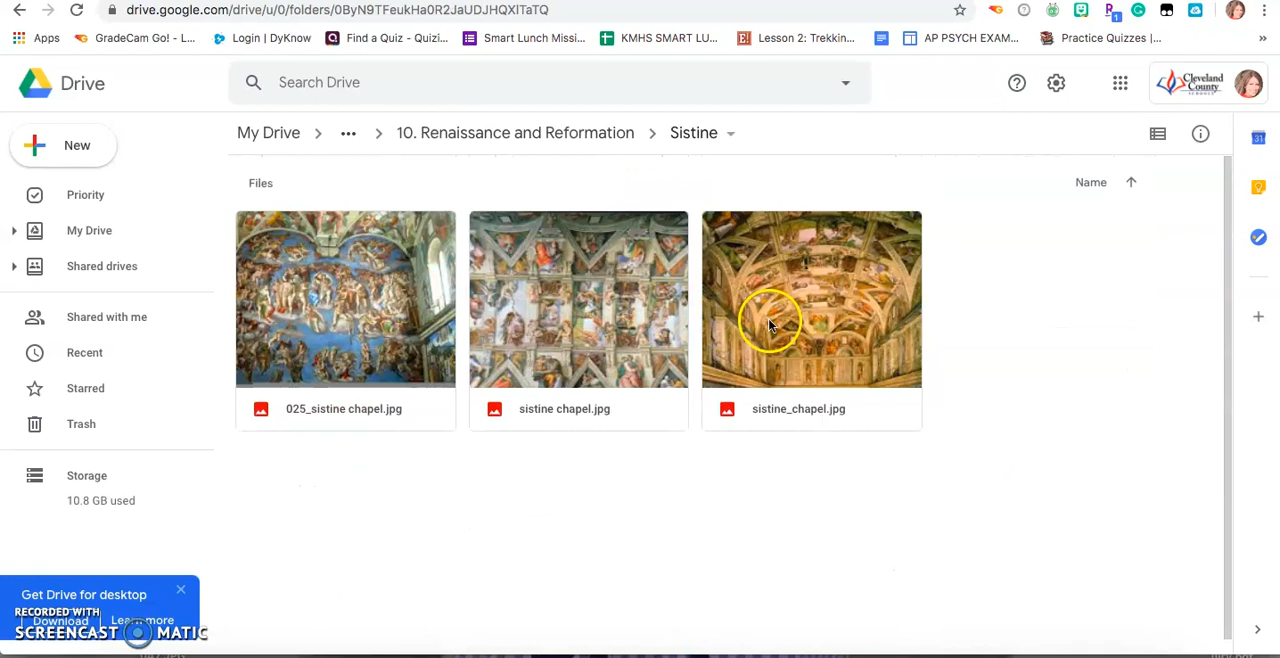 drive.google.com/drive/u/0/folders/0ByN9TFeukHa0R2JaUDJHQXlTaTQ
Apps
GradeCam Go! - L...
Login | DyKnow
Find a Quiz - Quizi...
Smart Lunch Missi...
KMHS SMART LU...
Lesson 2: Trekkin...
AP PSYCH EXAM...
Practice Quizzes |...
»
Drive
Search Drive
Cleveland
County
New
My Drive > ... > 10. Renaissance and Reformation > Sistine
Priority
My Drive
Shared drives
Shared with me
Recent
Starred
Trash
Storage
10.8 GB used
Files
Name
025_sistine chapel.jpg
sistine chapel.jpg
sistine_chapel.jpg
31
1
Get Drive for desktop
Download
Learn more
RECORDED WITH
SCREENCAST MATIC